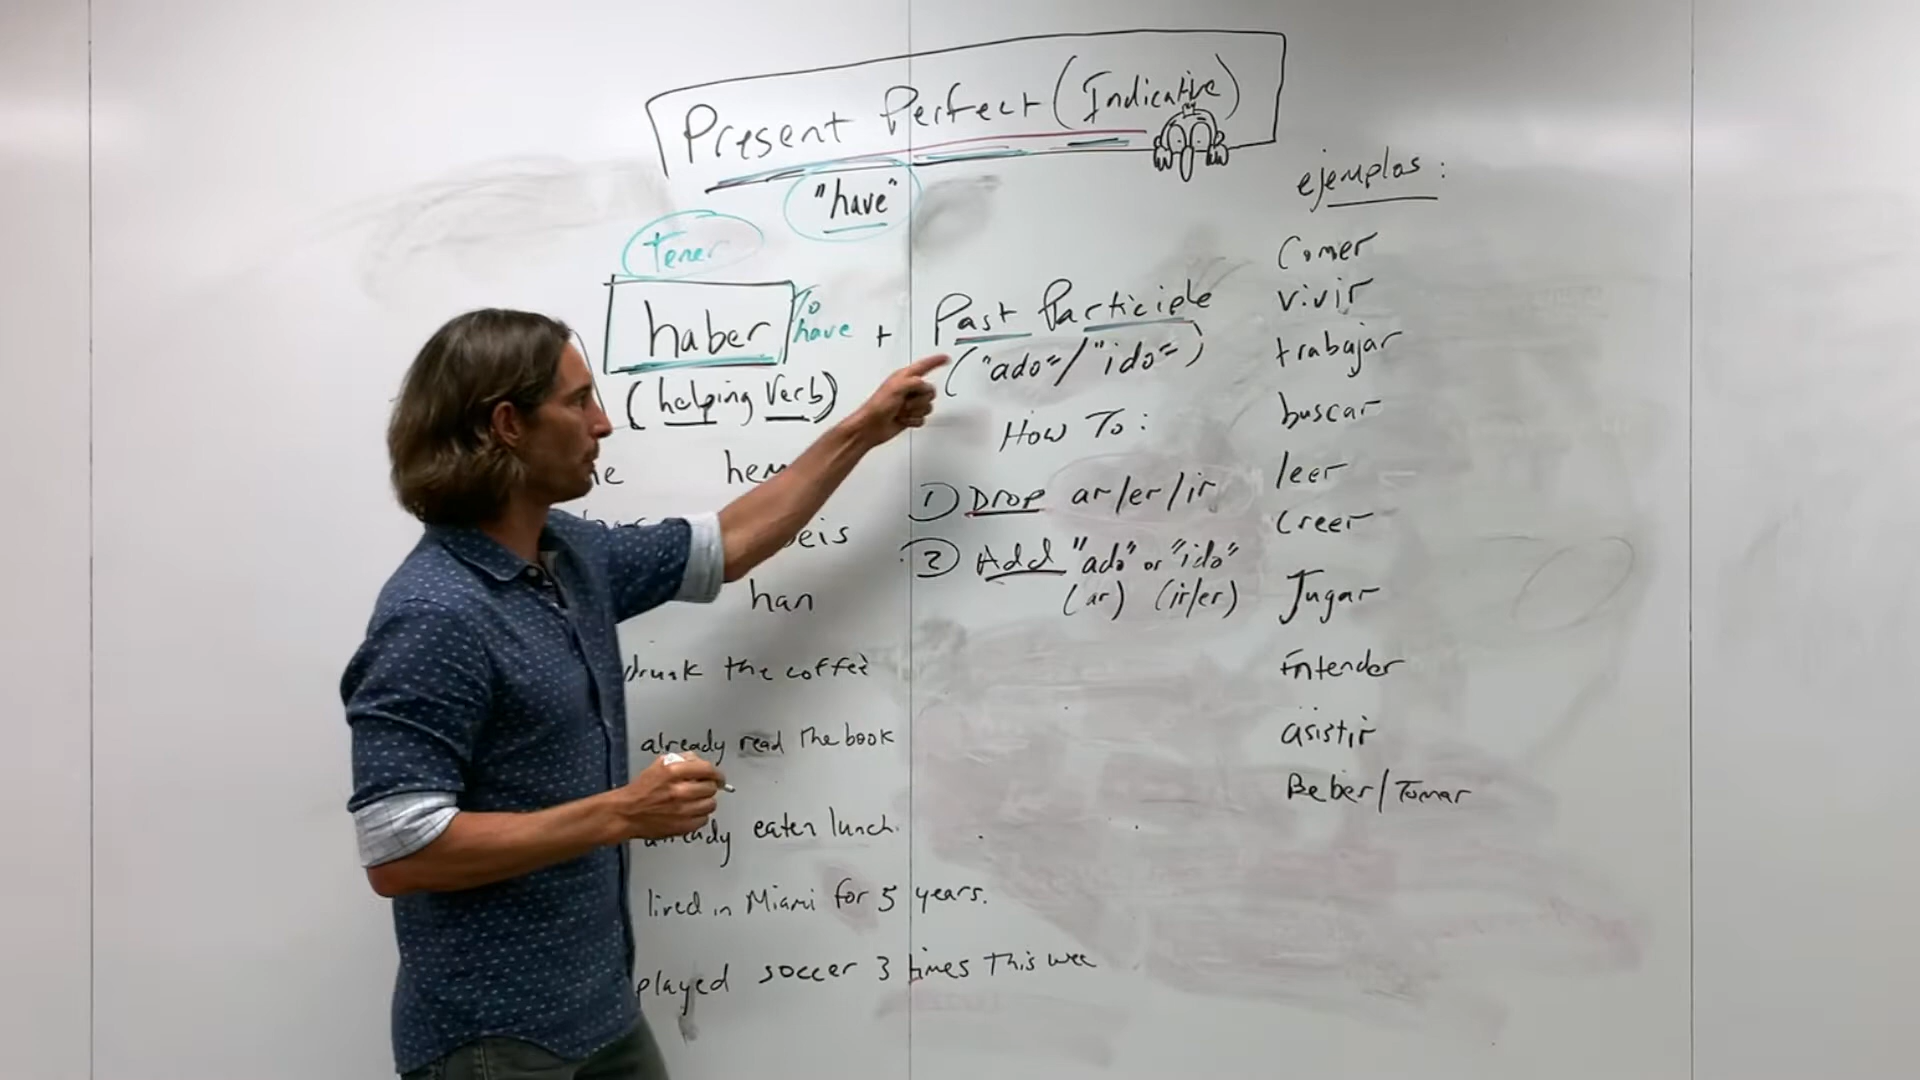 Present Perfect (Indicative)
"have"
tener
haber
To
have
+
Past Participle
(helping Verb)
("ado"/"ido")
How To:
he
han
① Drop ar/er/ir
② Add "ado" or "ido"
(ar) (ir/er)
drunk the coffee
already read the book
already eaten lunch.
lived in Miami for 5 years.
played soccer 3 times this wee
ejemplos:
Comer
vivir
trabajar
buscar
leer
Creer
Jugar
Entender
asistir
Beber/Tomar